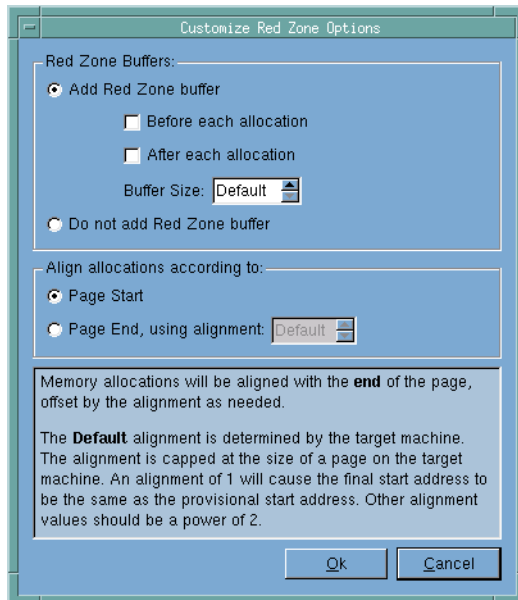 Customize Red Zone Options
Red Zone Buffers:
Add Red Zone buffer
Before each allocation
After each allocation
Buffer Size: Default
Do not add Red Zone buffer
Align allocations according to:
Page Start
Page End, using alignment: Default
Memory allocations will be aligned with the end of the page,
offset by the alignment as needed.
The Default alignment is determined by the target machine.
The alignment is capped at the size of a page on the target
machine. An alignment of 1 will cause the final start address to
be the same as the provisional start address. Other alignment
values should be a power of 2.
Ok Cancel